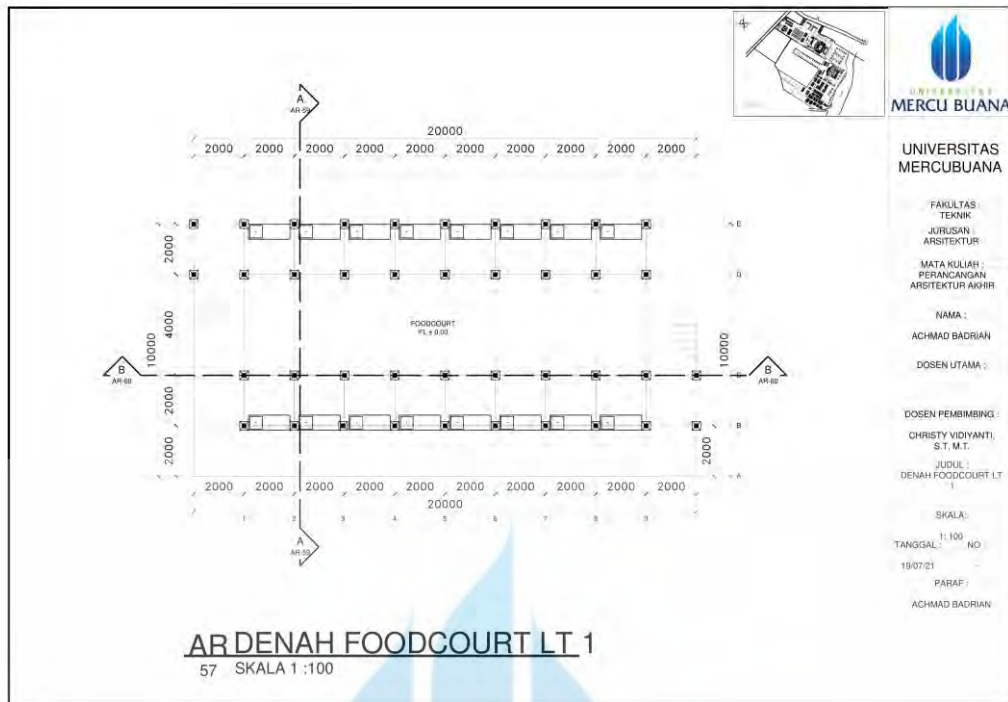 A
AR-59
20000
2000 2000 2000 2000 2000 2000 2000 2000 2000 2000
2000
4000
10000
2000
2000
B
AR-60
FOODCOURT
FL ± 0.00
E
D
B
A
10000
B
AR-60
2000
2000 2000 2000 2000 2000 2000 2000 2000 2000 2000
20000
1 2 3 4 5 6 7 8 9
A
AR-59
AR DENAH FOODCOURT LT 1
57 SKALA 1 :100
UNIVERSITAS
MERCU BUANA
UNIVERSITAS
MERCUBUANA
FAKULTAS :
TEKNIK
JURUSAN :
ARSITEKTUR
MATA KULIAH :
PERANCANGAN
ARSITEKTUR AKHIR
NAMA :
ACHMAD BADRIAN
DOSEN UTAMA :
DOSEN PEMBIMBING :
CHRISTY VIDIYANTI,
S.T, M.T.
JUDUL :
DENAH FOODCOURT LT
1
SKALA:
1: 100
TANGGAL : NO :
19/07/21 -
PARAF :
ACHMAD BADRIAN